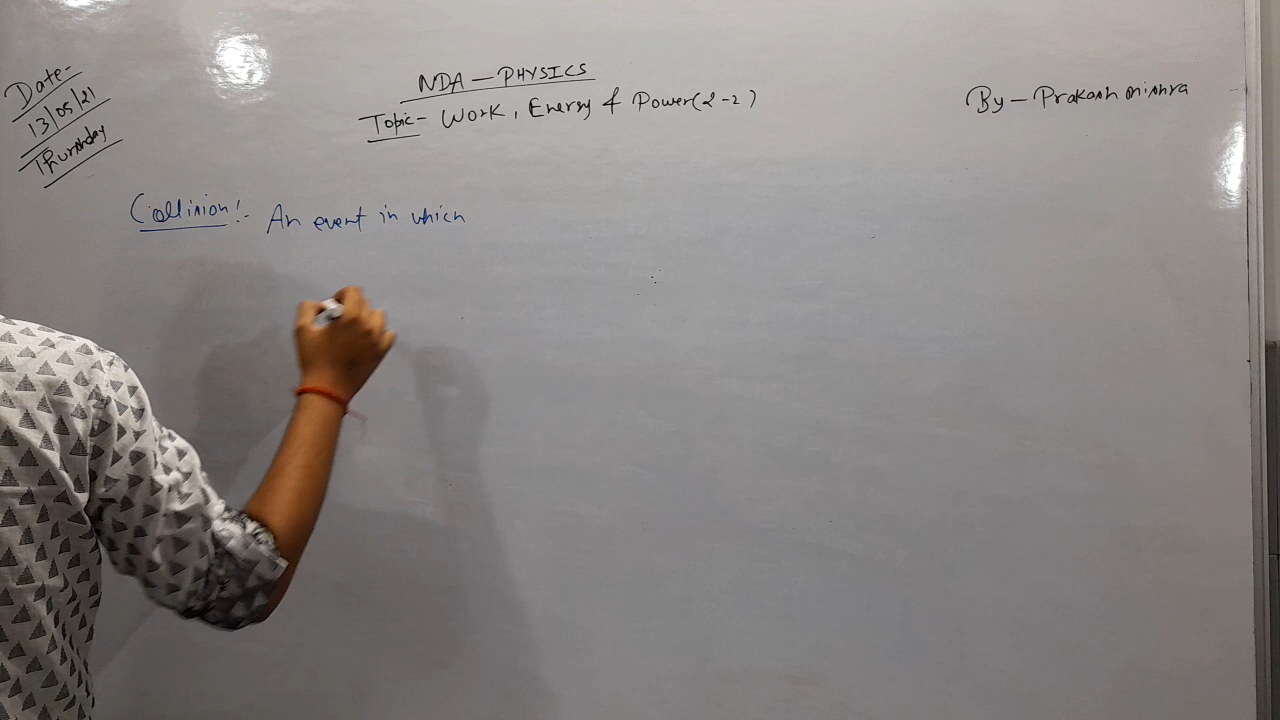 Date-
13/05/21
Thursday
NDA - PHYSICS
Topic - Work, Energy & Power(L-2)
By - Prakash Mishra
Collision:- An event in which